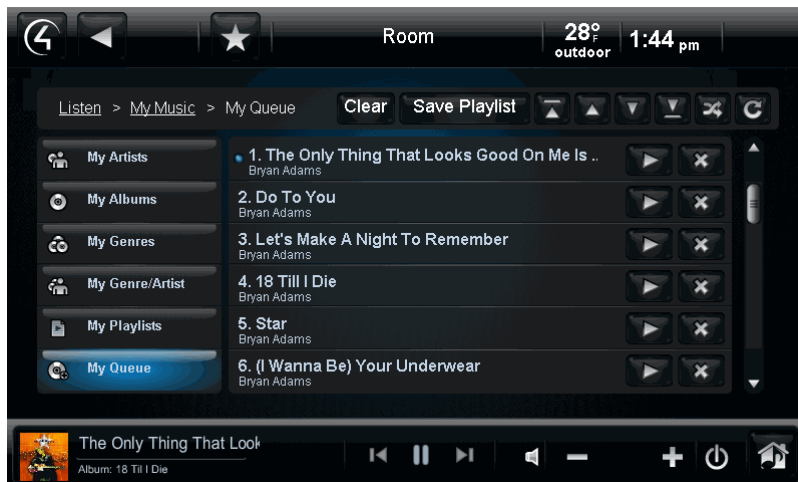 Room
28°F
outdoor
1:44 pm
Listen > My Music > My Queue
Clear
Save Playlist
My Artists
My Albums
My Genres
My Genre/Artist
My Playlists
My Queue
1. The Only Thing That Looks Good On Me Is ..
Bryan Adams
2. Do To You
Bryan Adams
3. Let's Make A Night To Remember
Bryan Adams
4. 18 Till I Die
Bryan Adams
5. Star
Bryan Adams
6. (I Wanna Be) Your Underwear
Bryan Adams
The Only Thing That Look
Album: 18 Til I Die